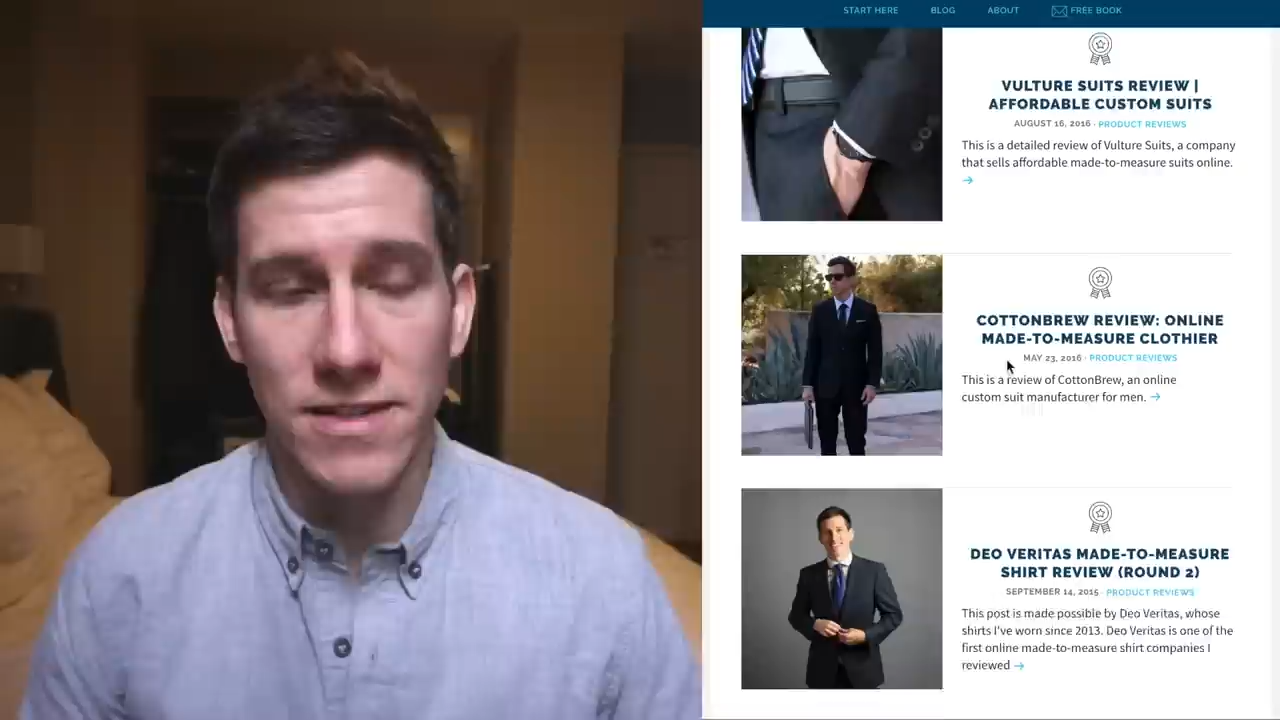 START HERE BLOG ABOUT FREE BOOK
VULTURE SUITS REVIEW |
AFFORDABLE CUSTOM SUITS
AUGUST 16, 2016 · PRODUCT REVIEWS
This is a detailed review of Vulture Suits, a company
that sells affordable made-to-measure suits online.
→
COTTONBREW REVIEW: ONLINE
MADE-TO-MEASURE CLOTHIER
MAY 23, 2016 · PRODUCT REVIEWS
This is a review of CottonBrew, an online
custom suit manufacturer for men. →
DEO VERITAS MADE-TO-MEASURE
SHIRT REVIEW (ROUND 2)
SEPTEMBER 14, 2015 · PRODUCT REVIEWS
This post is made possible by Deo Veritas, whose
shirts I've worn since 2013. Deo Veritas is one of the
first online made-to-measure shirt companies I
reviewed →